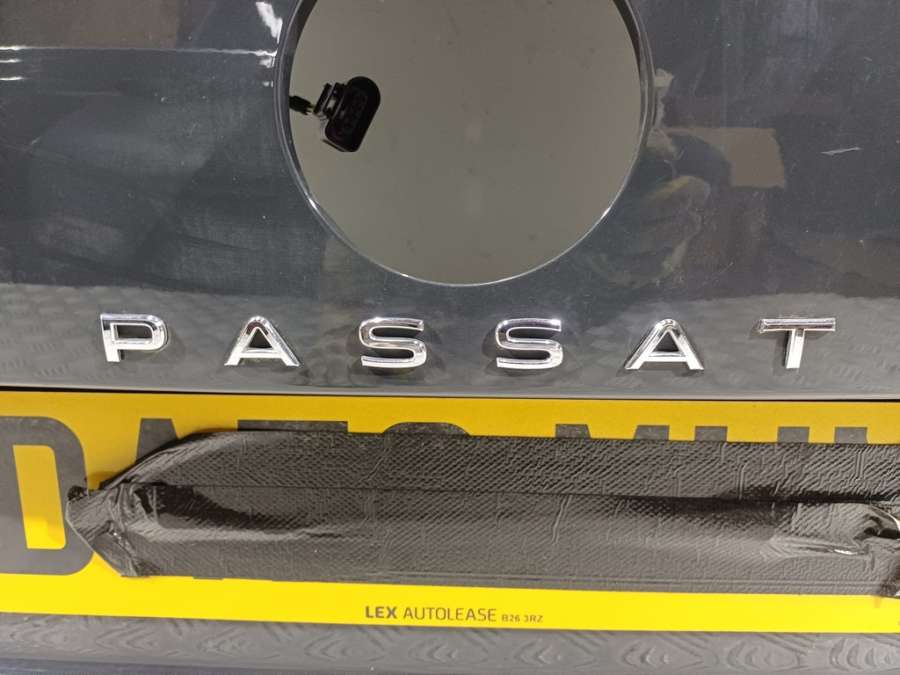 PASSAT
LEX AUTOLEASE B26 3RZ